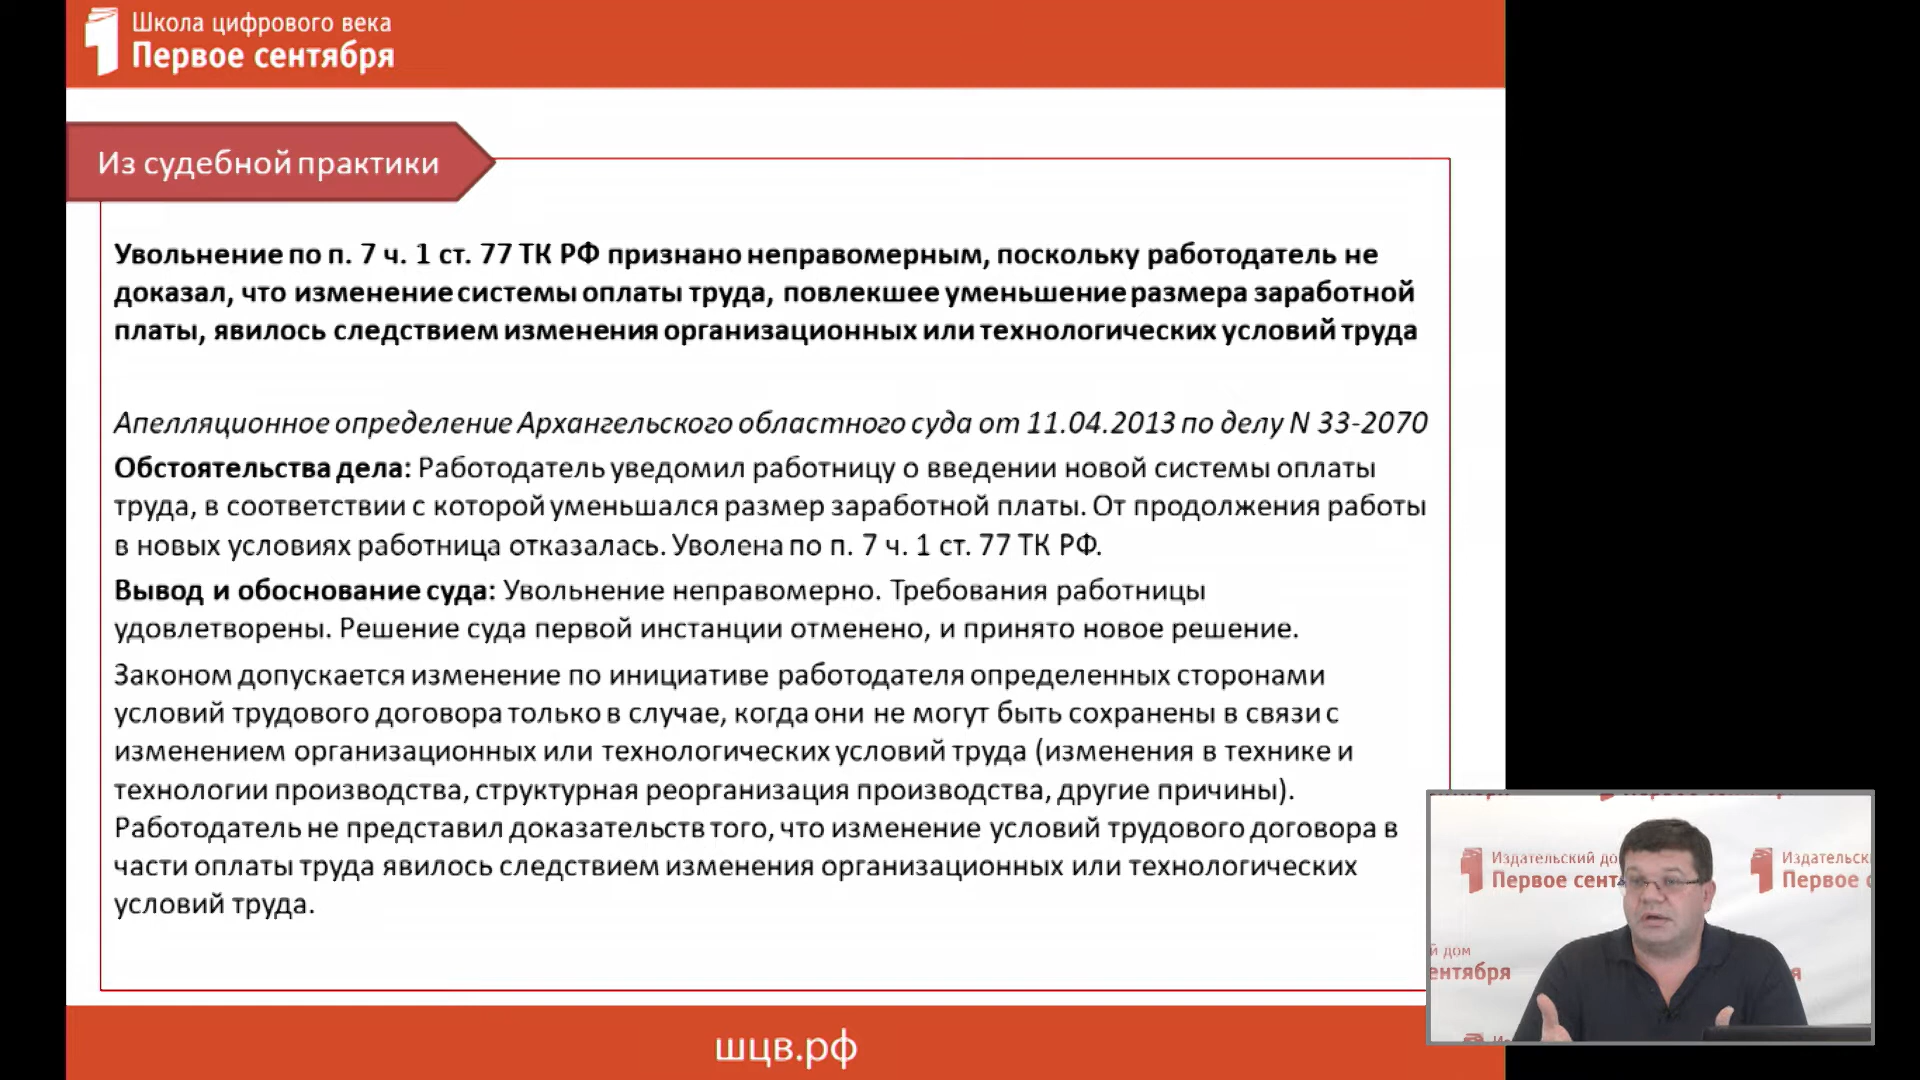 Школа цифрового века
Первое сентября
Из судебной практики
Увольнение по п. 7 ч. 1 ст. 77 ТК РФ признано неправомерным, поскольку работодатель не
доказал, что изменение системы оплаты труда, повлекшее уменьшение размера заработной
платы, явилось следствием изменения организационных или технологических условий труда
Апелляционное определение Архангельского областного суда от 11.04.2013 по делу N 33-2070
Обстоятельства дела: Работодатель уведомил работницу о введении новой системы оплаты
труда, в соответствии с которой уменьшался размер заработной платы. От продолжения работы
в новых условиях работница отказалась. Уволена по п. 7 ч. 1 ст. 77 ТК РФ.
Вывод и обоснование суда: Увольнение неправомерно. Требования работницы
удовлетворены. Решение суда первой инстанции отменено, и принято новое решение.
Законом допускается изменение по инициативе работодателя определенных сторонами
условий трудового договора только в случае, когда они не могут быть сохранены в связи с
изменением организационных или технологических условий труда (изменения в технике и
технологии производства, структурная реорганизация производства, другие причины).
Работодатель не представил доказательств того, что изменение условий трудового договора в
части оплаты труда явилось следствием изменения организационных или технологических
условий труда.
Издательский до
Первое сент
Издательск
Первое с
й дом
ентября
шцв.рф